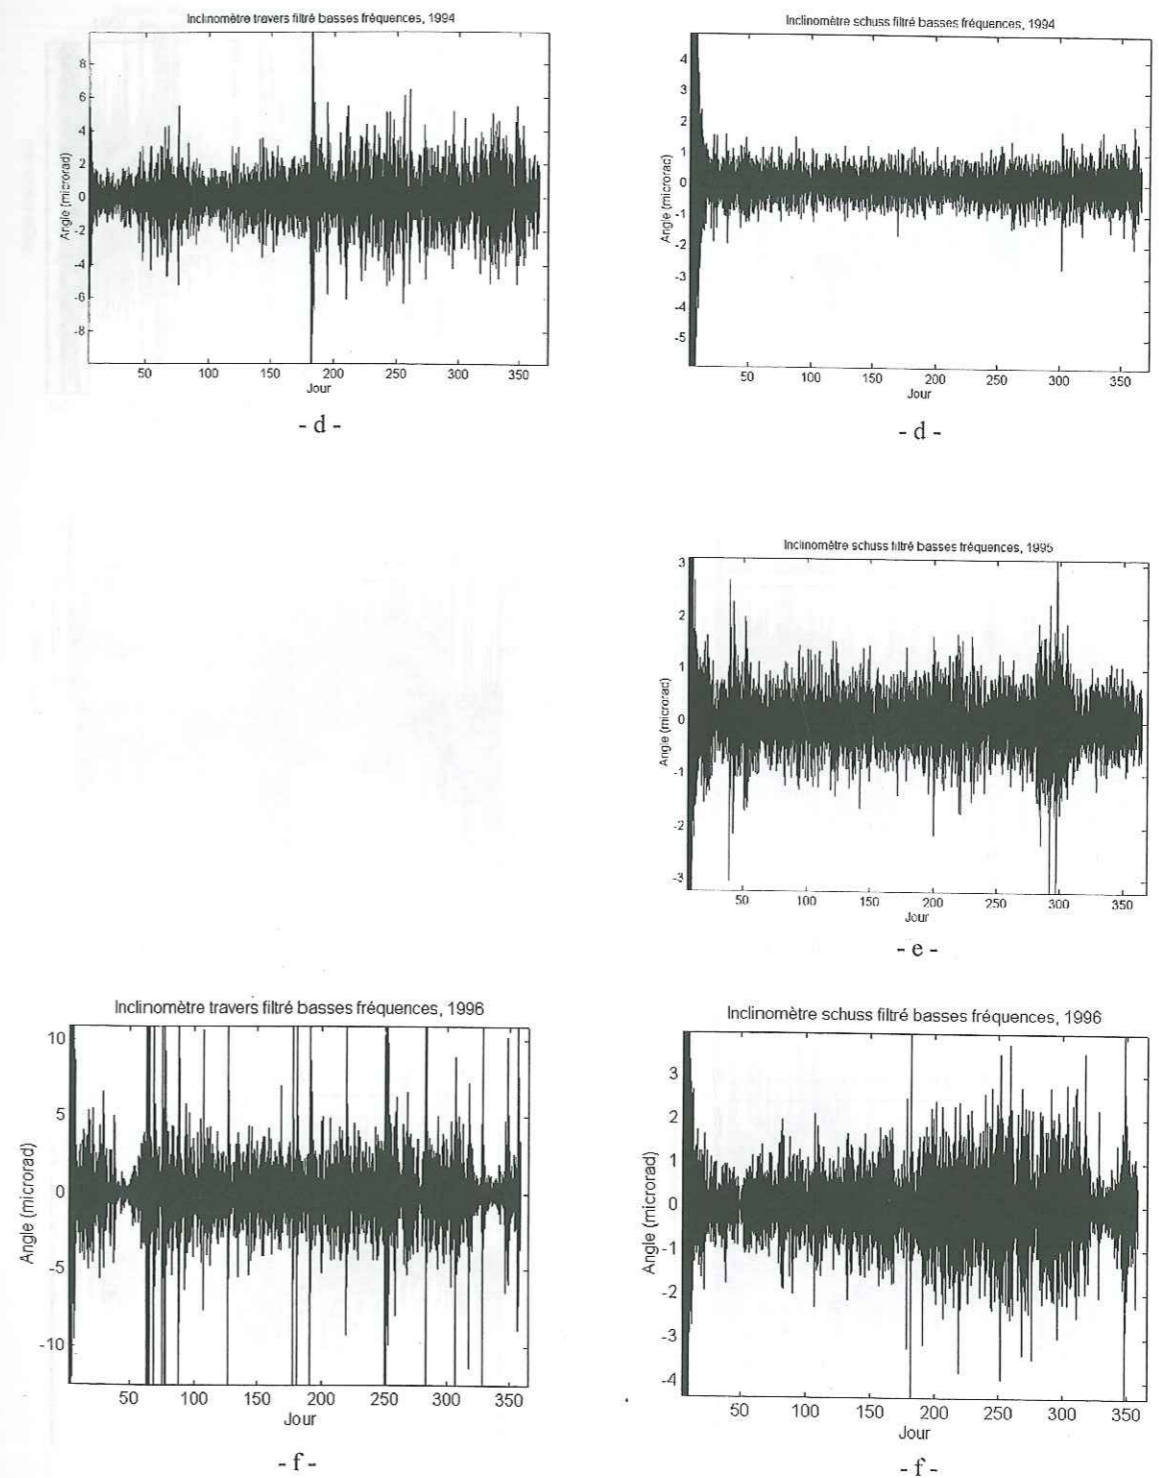 Inclinomètre travers filtré basses fréquences, 1994
8
6
4
2
0
-2
-4
-6
-8
Angle (microrad)
50 100 150 200 250 300 350
Jour
- d -
Inclinomètre schuss filtré basses fréquences, 1994
4
3
2
1
0
-1
-2
-3
-4
-5
Angle (microrad)
50 100 150 200 250 300 350
Jour
- d -
Inclinomètre schuss filtré basses fréquences, 1995
3
2
1
0
-1
-2
-3
Angle (microrad)
50 100 150 200 250 300 350
Jour
- e -
Inclinomètre travers filtré basses fréquences, 1996
10
5
0
-5
-10
Angle (microrad)
50 100 150 200 250 300 350
Jour
- f -
Inclinomètre schuss filtré basses fréquences, 1996
3
2
1
0
-1
-2
-3
-4
Angle (microrad)
50 100 150 200 250 300 350
Jour
- f -